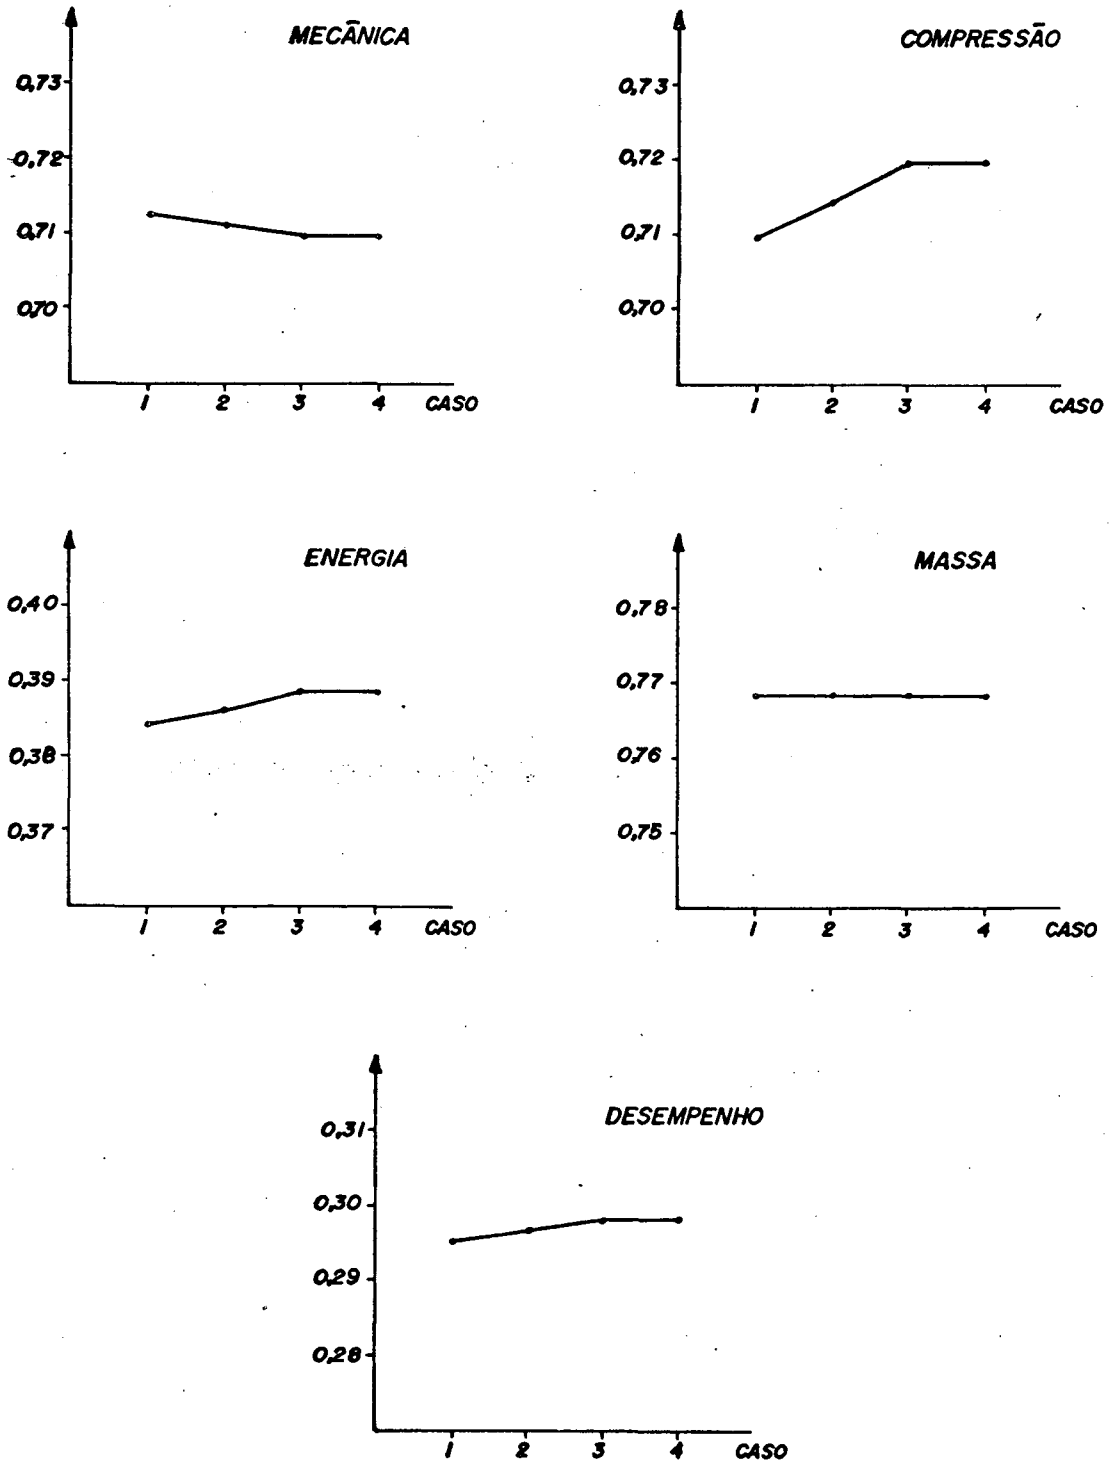 MECÂNICA
0,73
0,72
0,71
0,70
1 2 3 4 CASO
COMPRESSÃO
0,73
0,72
0,71
0,70
1 2 3 4 CASO
ENERGIA
0,40
0,39
0,38
0,37
1 2 3 4 CASO
MASSA
0,78
0,77
0,76
0,75
1 2 3 4 CASO
DESEMPENHO
0,31
0,30
0,29
0,28
1 2 3 4 CASO